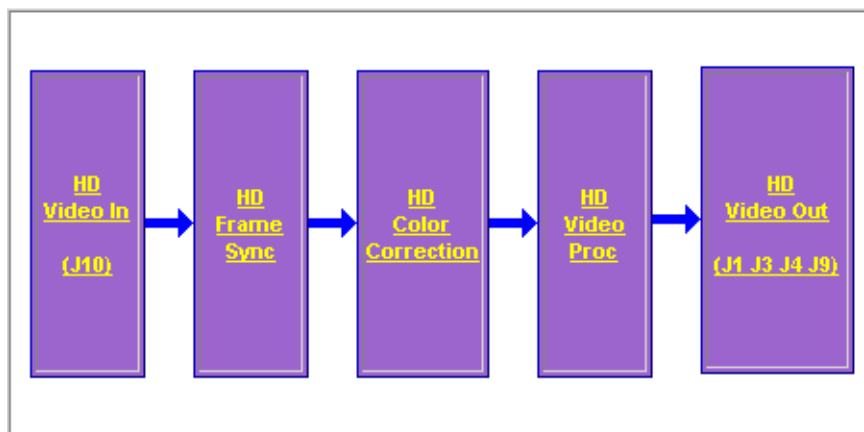 HD
Video In
(J10)
HD
Frame
Sync
HD
Color
Correction
HD
Video
Proc
HD
Video Out
(J1 J3 J4 J9)